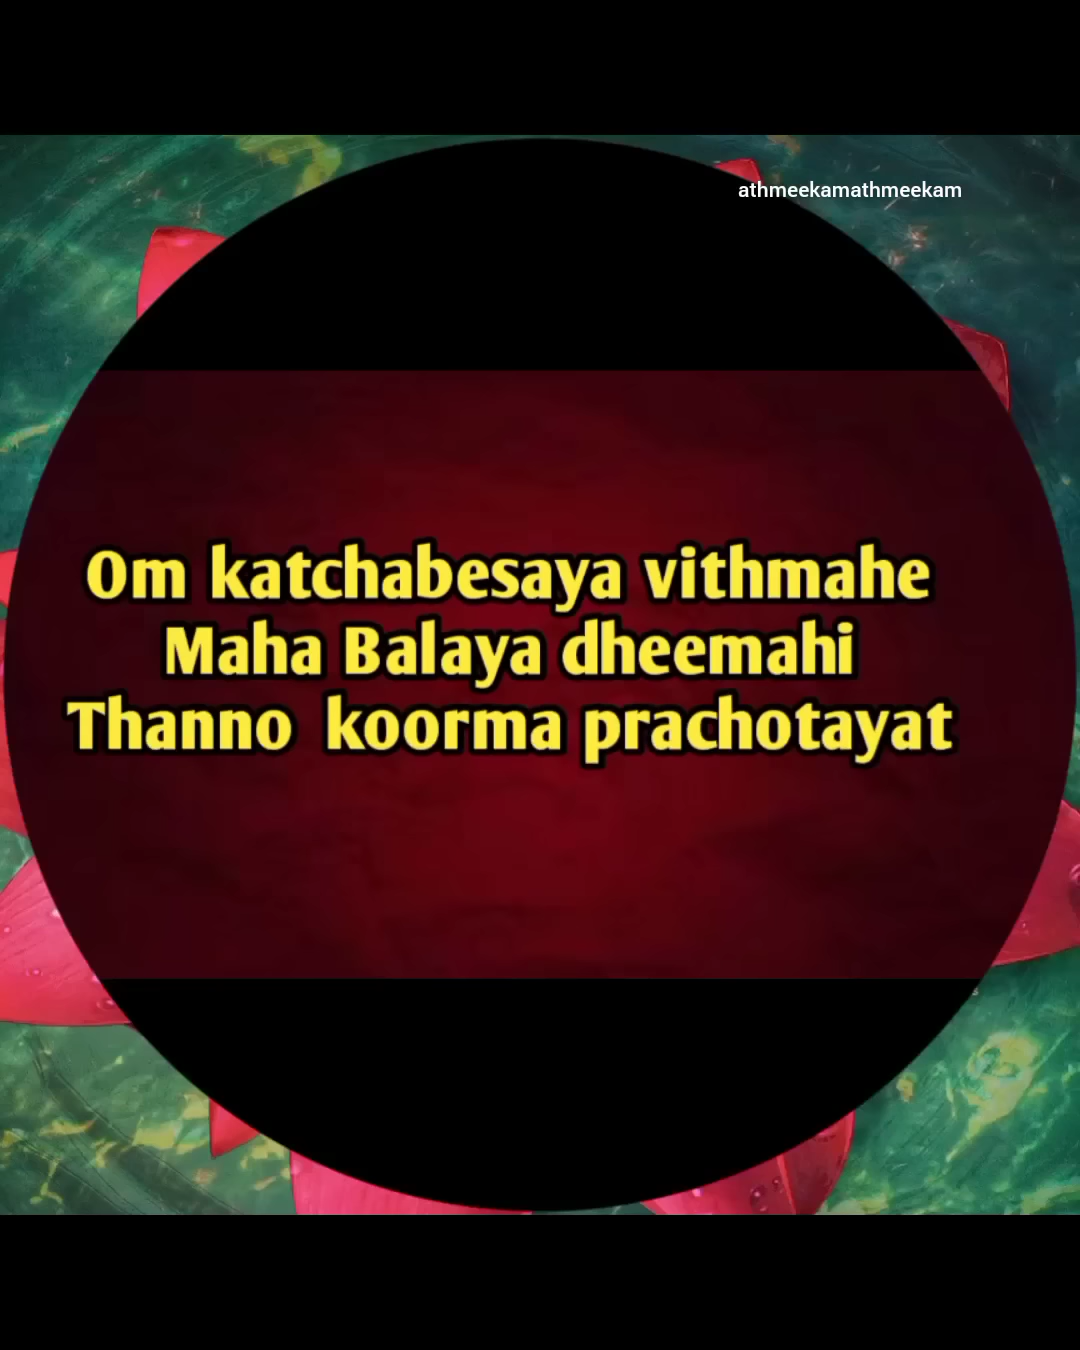 athmeekamathmeekam
Om katchabesaya vithmahe
Maha Balaya dheemahi
Thanno koorma prachotayat